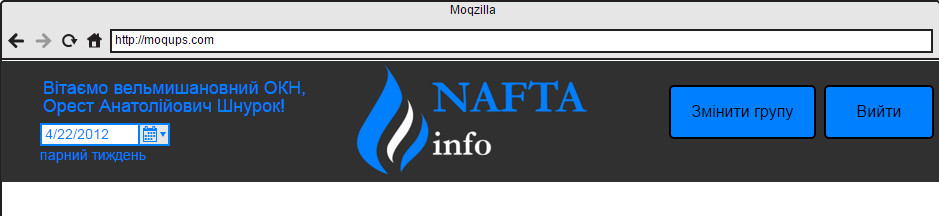 Moqzilla
http://moqups.com
Вітаємо вельмишановний ОКН,
Орест Анатолійович Шнурок!
4/22/2012
парний тиждень
NAFTA
info
Змінити групу
Вийти